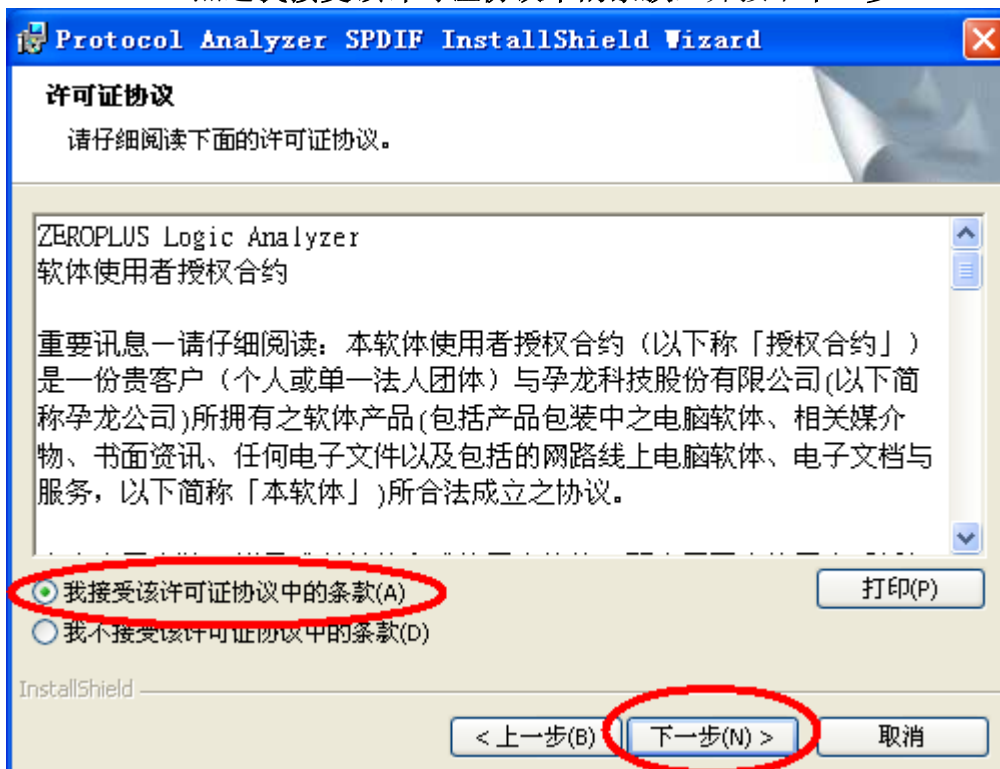 Protocol Analyzer SPDIF InstallShield Wizard
许可证协议
请仔细阅读下面的许可证协议。
ZEROPLUS Logic Analyzer
软体使用者授权合约
重要讯息－请仔细阅读：本软体使用者授权合约（以下称「授权合约」）
是一份贵客户（个人或单一法人团体）与孕龙科技股份有限公司(以下简
称孕龙公司)所拥有之软体产品(包括产品包装中之电脑软体、相关媒介
物、书面资讯、任何电子文件以及包括的网路线上电脑软体、电子文档与
服务，以下简称「本软体」)所合法成立之协议。
我接受该许可证协议中的条款(A)
打印(P)
我不接受该许可证协议中的条款(D)
InstallShield
< 上一步(B)
下一步(N) >
取消